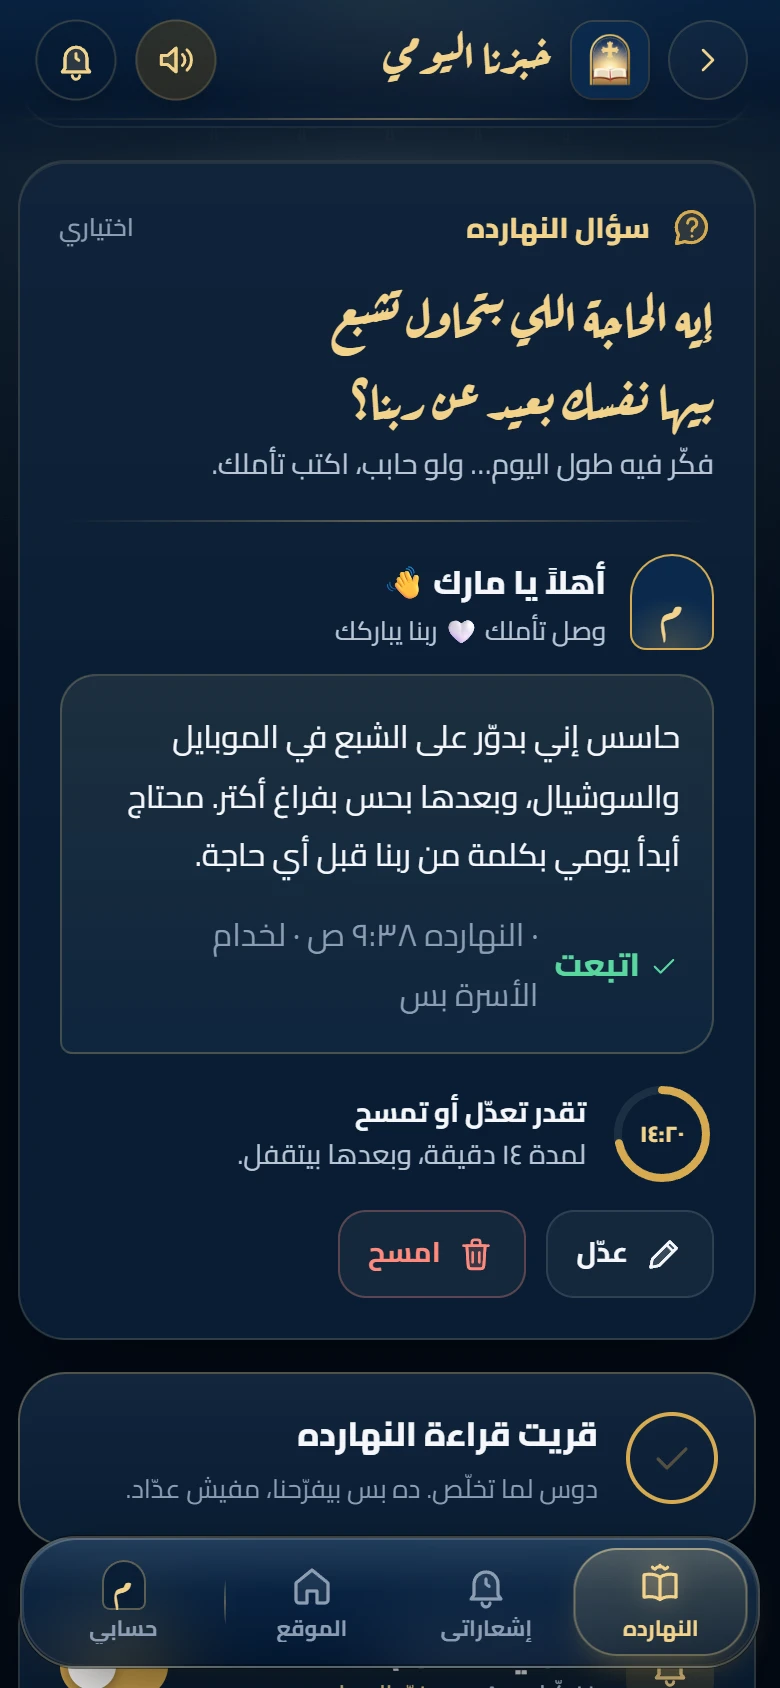 خبزنا اليومي
سؤال النهارده
اختياري
إيه الحاجة اللي بتحاول تشبع
بيها نفسك بعيد عن ربنا؟
فكّر فيه طول اليوم... ولو حابب، اكتب تأملك.
م
أهلاً يا مارك 👋
وصل تأملك 🤍 ربنا يباركك
حاسس إني بدوّر على الشبع في الموبايل
والسوشيال، وبعدها بحس بفراغ أكتر. محتاج
أبدأ يومي بكلمة من ربنا قبل أي حاجة.
✓ اتبعت
· النهارده ٩:٣٨ ص · لخدام
الأسرة بس
١٤:٢٠
تقدر تعدّل أو تمسح
لمدة ١٤ دقيقة، وبعدها بيتقفل.
عدّل
امسح
قريت قراءة النهارده
دوس لما تخلّص. ده بس بيفرّحنا، مفيش عدّاد.
النهارده
إشعاراتى
الموقع
م
حسابي